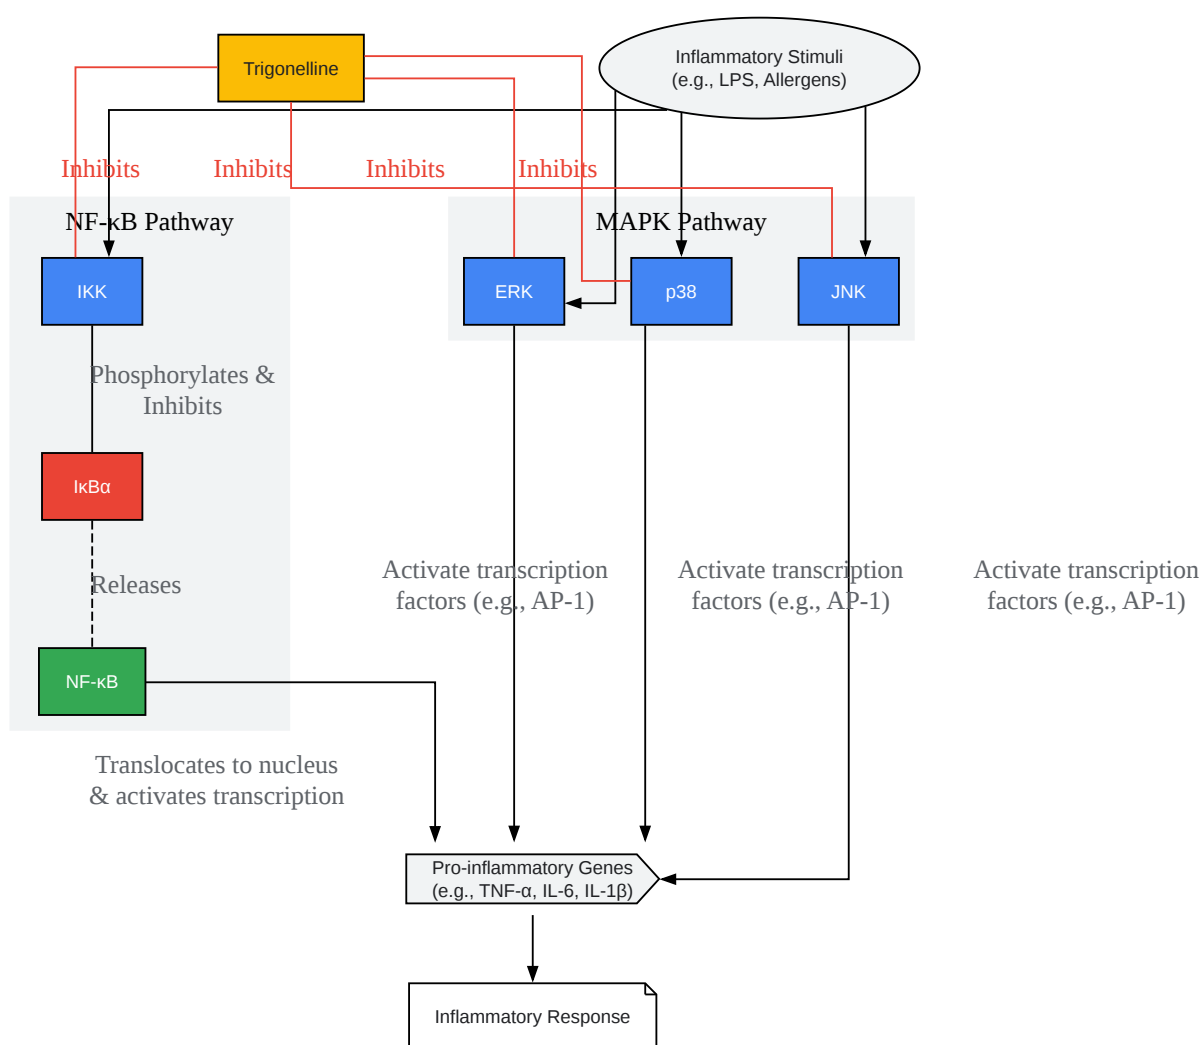 Trigonelline
Inflammatory Stimuli
(e.g., LPS, Allergens)
Inhibits
Inhibits
Inhibits
Inhibits
NF-κB Pathway
MAPK Pathway
IKK
ERK
p38
JNK
Phosphorylates &
Inhibits
IκBα
Activate transcription
factors (e.g., AP-1)
Activate transcription
factors (e.g., AP-1)
Activate transcription
factors (e.g., AP-1)
Releases
NF-κB
Translocates to nucleus
& activates transcription
Pro-inflammatory Genes
(e.g., TNF-α, IL-6, IL-1β)
Inflammatory Response